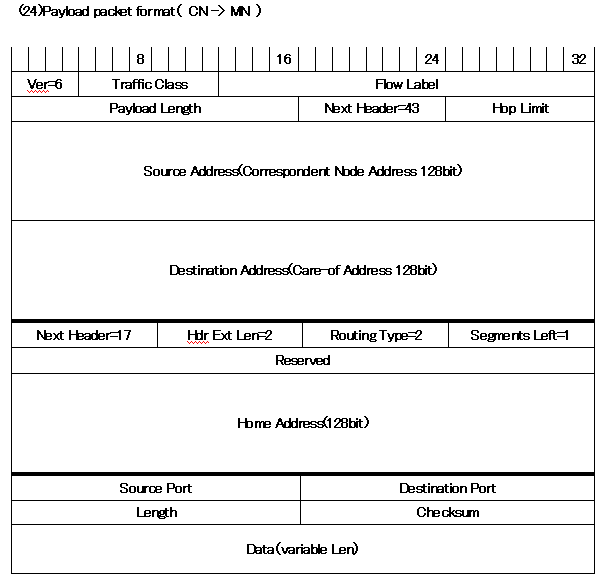 (24)Payload packet format( CN -> MN )
8 16 24 32
Ver=6 Traffic Class Flow Label
Payload Length Next Header=43 Hop Limit
Source Address(Correspondent Node Address 128bit)
Destination Address(Care-of Address 128bit)
Next Header=17 Hdr Ext Len=2 Routing Type=2 Segments Left=1
Reserved
Home Address(128bit)
Source Port Destination Port
Length Checksum
Data(variable Len)